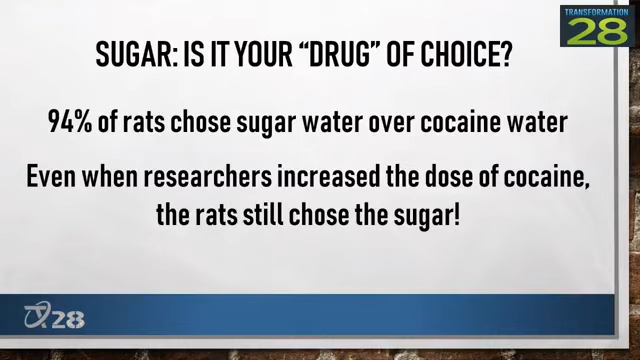 TRANSFORMATION
28
SUGAR: IS IT YOUR “DRUG” OF CHOICE?
94% of rats chose sugar water over cocaine water
Even when researchers increased the dose of cocaine,
the rats still chose the sugar!
28